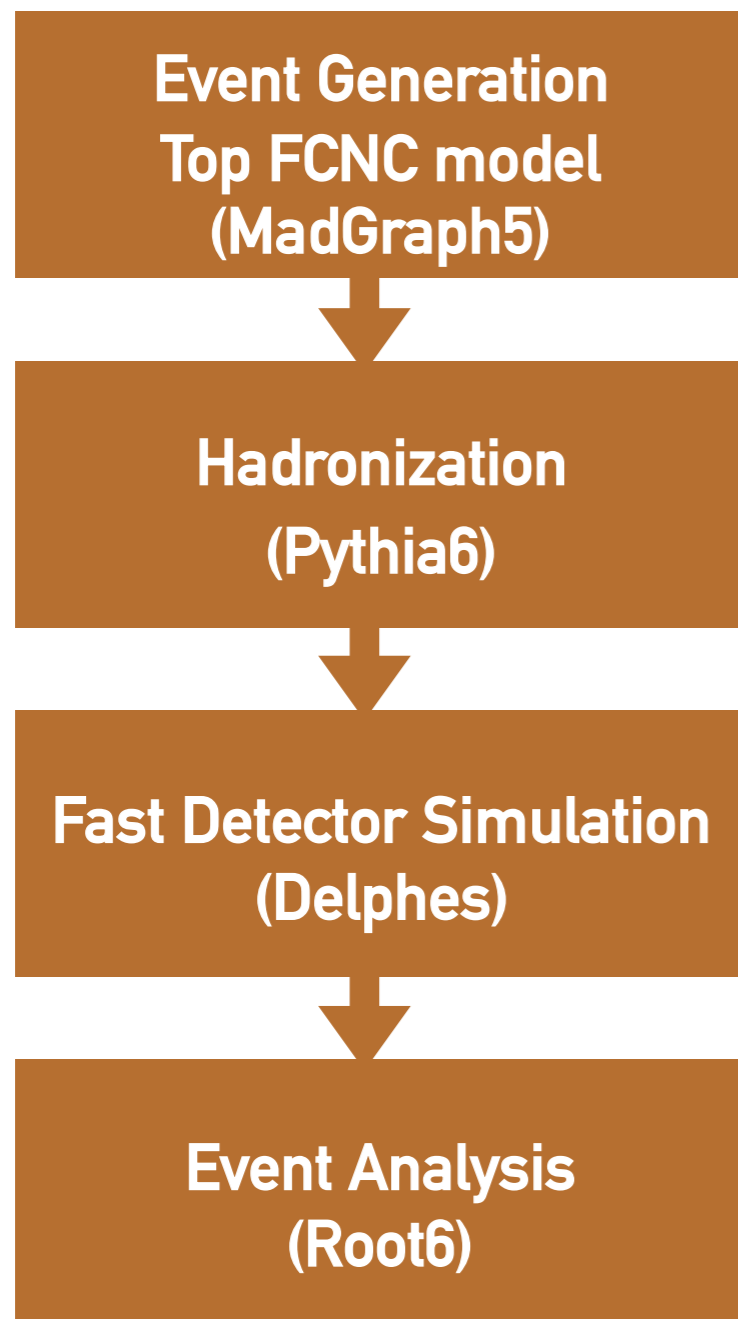 Event Generation
Top FCNC model
(MadGraph5)
Hadronization
(Pythia6)
Fast Detector Simulation
(Delphes)
Event Analysis
(Root6)